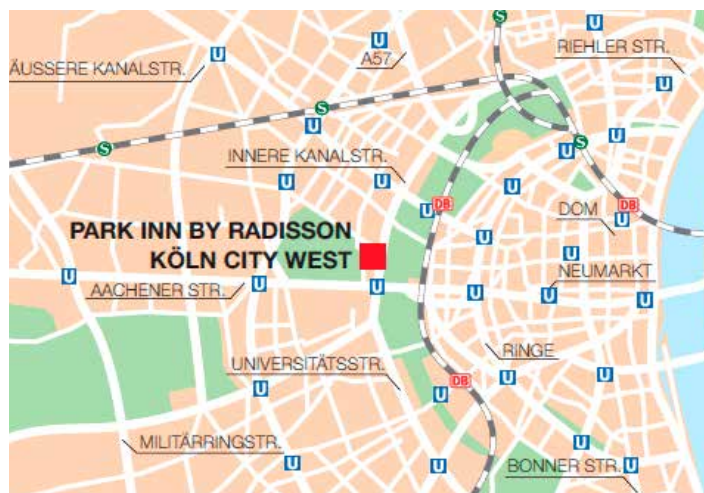 S
U
U
U
RIEHLER STR.
A57
ÄUSSERE KANALSTR.
U
S
U
U
S
S
U
INNERE KANALSTR.
U
U
U
DB
DB
U
DOM
PARK INN BY RADISSON
KÖLN CITY WEST
U
U
NEUMARKT
U
AACHENER STR.
U
U
U
U
U
RINGE
UNIVERSITÄTSSTR.
U
DB
U
U
U
MILITÄRRINGSTR.
U
U
U
U
BONNER STR.
U